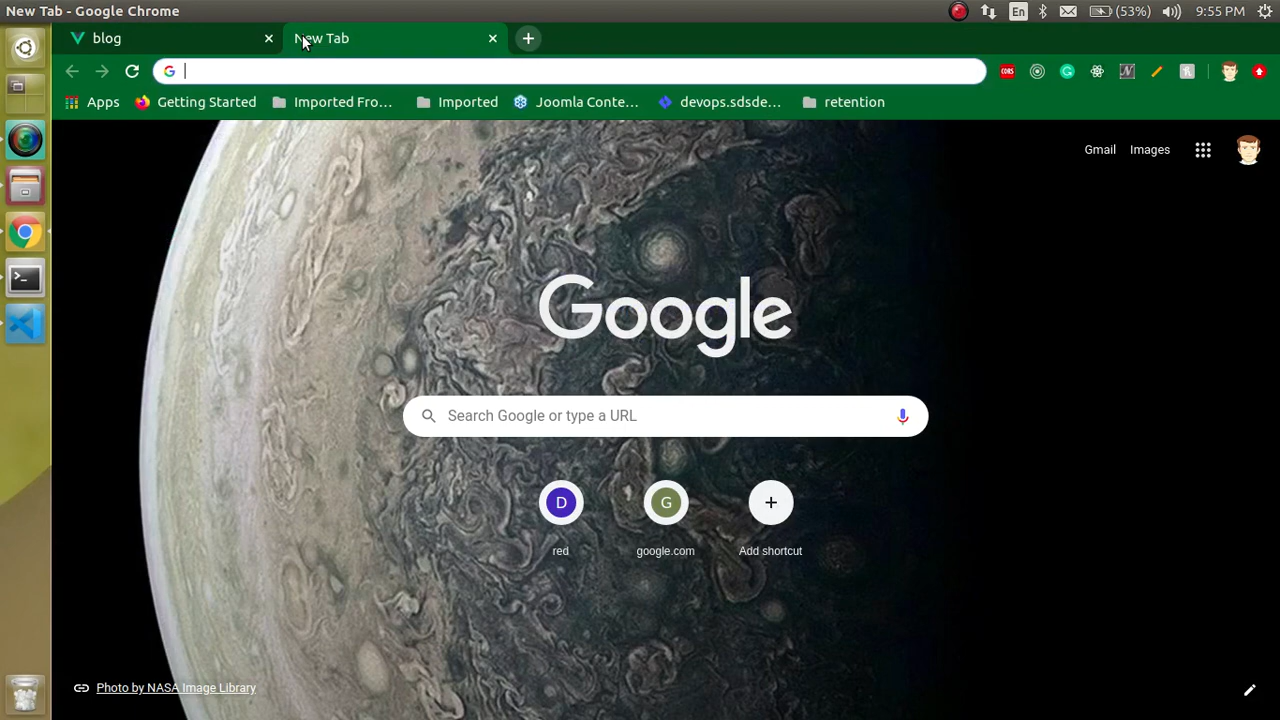 New Tab - Google Chrome
En
(53%)
9:55 PM
blog
New Tab
CORS
Apps
Getting Started
Imported Fro...
Imported
Joomla Conte...
devops.sdsde...
retention
Gmail
Images
Google
Search Google or type a URL
D
G
red
google.com
Add shortcut
Photo by NASA Image Library